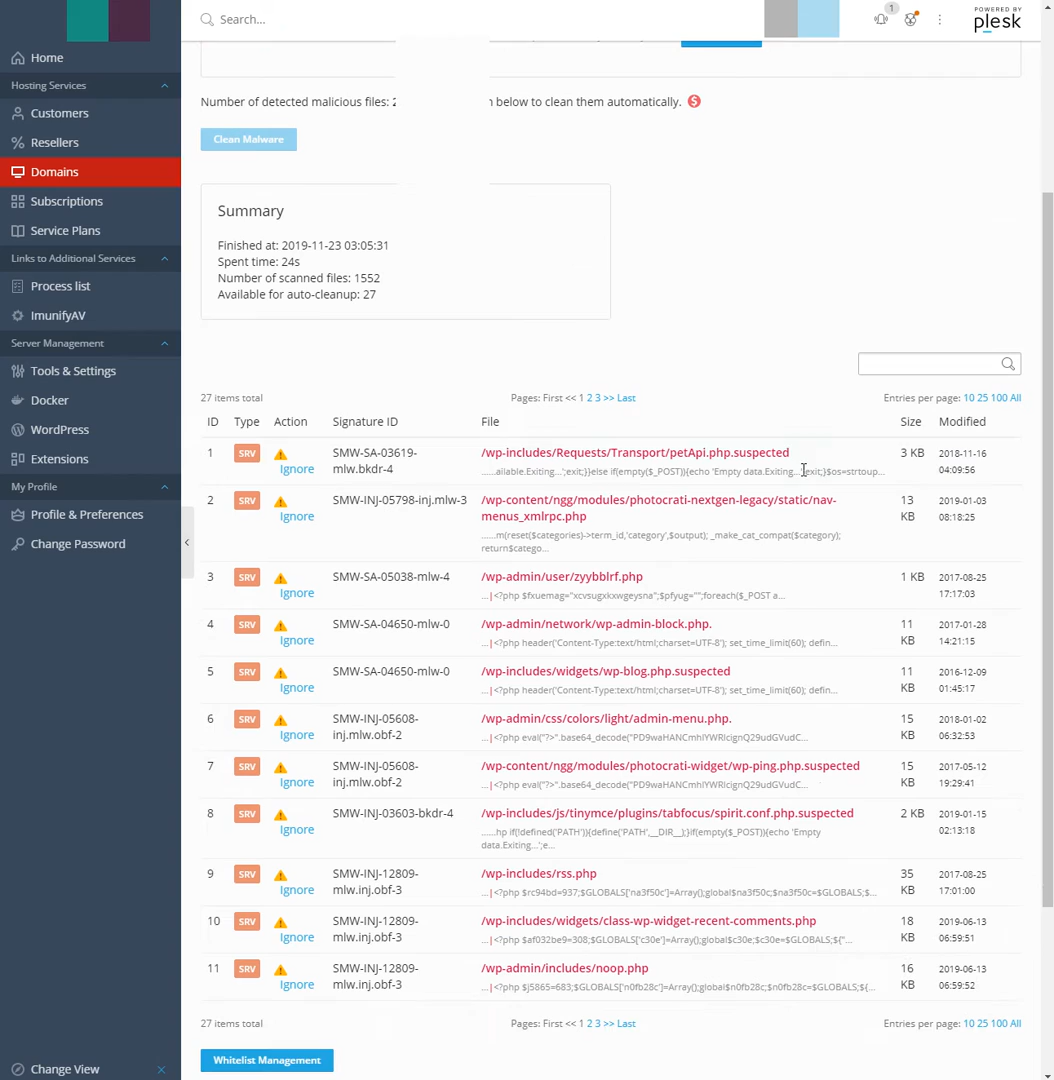 Search...
1
POWERED BY
plesk
Home
Hosting Services
Customers
Resellers
Domains
Subscriptions
Service Plans
Links to Additional Services
Process list
ImunifyAV
Server Management
Tools & Settings
Docker
WordPress
Extensions
My Profile
Profile & Preferences
Change Password
Change View
Number of detected malicious files: 2
below to clean them automatically. $
Clean Malware
Summary
Finished at: 2019-11-23 03:05:31
Spent time: 24s
Number of scanned files: 1552
Available for auto-cleanup: 27
27 items total Pages: First << 1 2 3 >> Last Entries per page: 10 25 100 All
ID Type Action Signature ID File Size Modified
1 SRV SMW-SA-03619- /wp-includes/Requests/Transport/petApi.php.suspected 3 KB 2018-11-16
Ignore mlw.bkdr-4 ......ailable.Exiting...';exit;}}else if(empty($_POST)){echo 'Empty data.Exiting...';exit;}$os=strtoup... 04:09:56
2 SRV SMW-INJ-05798-inj.mlw-3 /wp-content/ngg/modules/photocrati-nextgen-legacy/static/nav- 13 2019-01-03
Ignore menus_xmlrpc.php KB 08:18:25
......m(reset($categories)->term_id,'category',$output); _make_cat_compat($category);
return$catego...
3 SRV SMW-SA-05038-mlw-4 /wp-admin/user/zyybblrf.php 1 KB 2017-08-25
Ignore ...|<?php $fxuemag="xcvsugxkxwgeysna";$pfyug="";foreach($_POST a... 17:17:03
4 SRV SMW-SA-04650-mlw-0 /wp-admin/network/wp-admin-block.php. 11 2017-01-28
Ignore ...|<?php header('Content-Type:text/html;charset=UTF-8'); set_time_limit(60); defin... KB 14:21:15
5 SRV SMW-SA-04650-mlw-0 /wp-includes/widgets/wp-blog.php.suspected 11 2016-12-09
Ignore ...|<?php header('Content-Type:text/html;charset=UTF-8'); set_time_limit(60); defin... KB 01:45:17
6 SRV SMW-INJ-05608- /wp-admin/css/colors/light/admin-menu.php. 15 2018-01-02
Ignore inj.mlw.obf-2 ...|<?php eval("?>".base64_decode("PD9waHANCmhlYWRlcignQ29udGVudC... KB 06:32:53
7 SRV SMW-INJ-05608- /wp-content/ngg/modules/photocrati-widget/wp-ping.php.suspected 15 2017-05-12
Ignore inj.mlw.obf-2 ...|<?php eval("?>".base64_decode("PD9waHANCmhlYWRlcignQ29udGVudC... KB 19:29:41
8 SRV SMW-INJ-03603-bkdr-4 /wp-includes/js/tinymce/plugins/tabfocus/spirit.conf.php.suspected 2 KB 2019-01-15
Ignore ......hp if(!defined('PATH')){define('PATH',__DIR__);}if(empty($_POST)){echo 'Empty 02:13:18
data.Exiting...';e...
9 SRV SMW-INJ-12809- /wp-includes/rss.php 35 2017-08-25
Ignore mlw.inj.obf-3 ...|<?php $rc94bd=937;$GLOBALS['na3f50c']=Array();global$na3f50c;$na3f50c=$GLOBALS;$... KB 17:01:00
10 SRV SMW-INJ-12809- /wp-includes/widgets/class-wp-widget-recent-comments.php 18 2019-06-13
Ignore mlw.inj.obf-3 ...|<?php $af032be9=308;$GLOBALS['c30e']=Array();global$c30e;$c30e=$GLOBALS;${"... KB 06:59:51
11 SRV SMW-INJ-12809- /wp-admin/includes/noop.php 16 2019-06-13
Ignore mlw.inj.obf-3 ...|<?php $j5865=683;$GLOBALS['n0fb28c']=Array();global$n0fb28c;$n0fb28c=$GLOBALS;${... KB 06:59:52
27 items total Pages: First << 1 2 3 >> Last Entries per page: 10 25 100 All
Whitelist Management